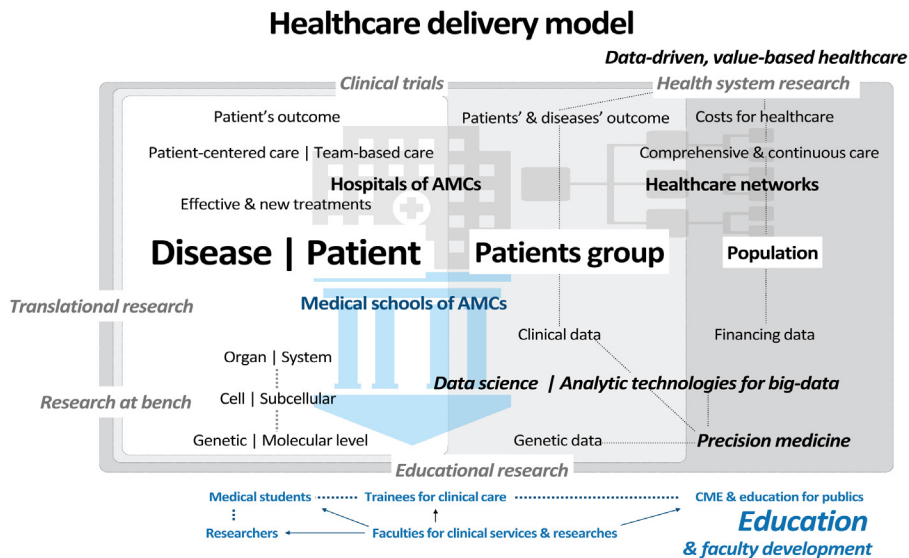 Healthcare delivery model
Data-driven, value-based healthcare
Clinical trials
Health system research
Patient's outcome
Patients' & diseases' outcome
Costs for healthcare
Patient-centered care | Team-based care
Comprehensive & continuous care
Hospitals of AMCs
Healthcare networks
Effective & new treatments
Disease | Patient
Patients group
Population
Translational research
Medical schools of AMCs
Clinical data
Financing data
Organ | System
Data science | Analytic technologies for big-data
Research at bench
Cell | Subcellular
Genetic | Molecular level
Genetic data
Precision medicine
Educational research
Medical students
Trainees for clinical care
CME & education for publics
Researchers
Faculties for clinical services & researches
Education
& faculty development